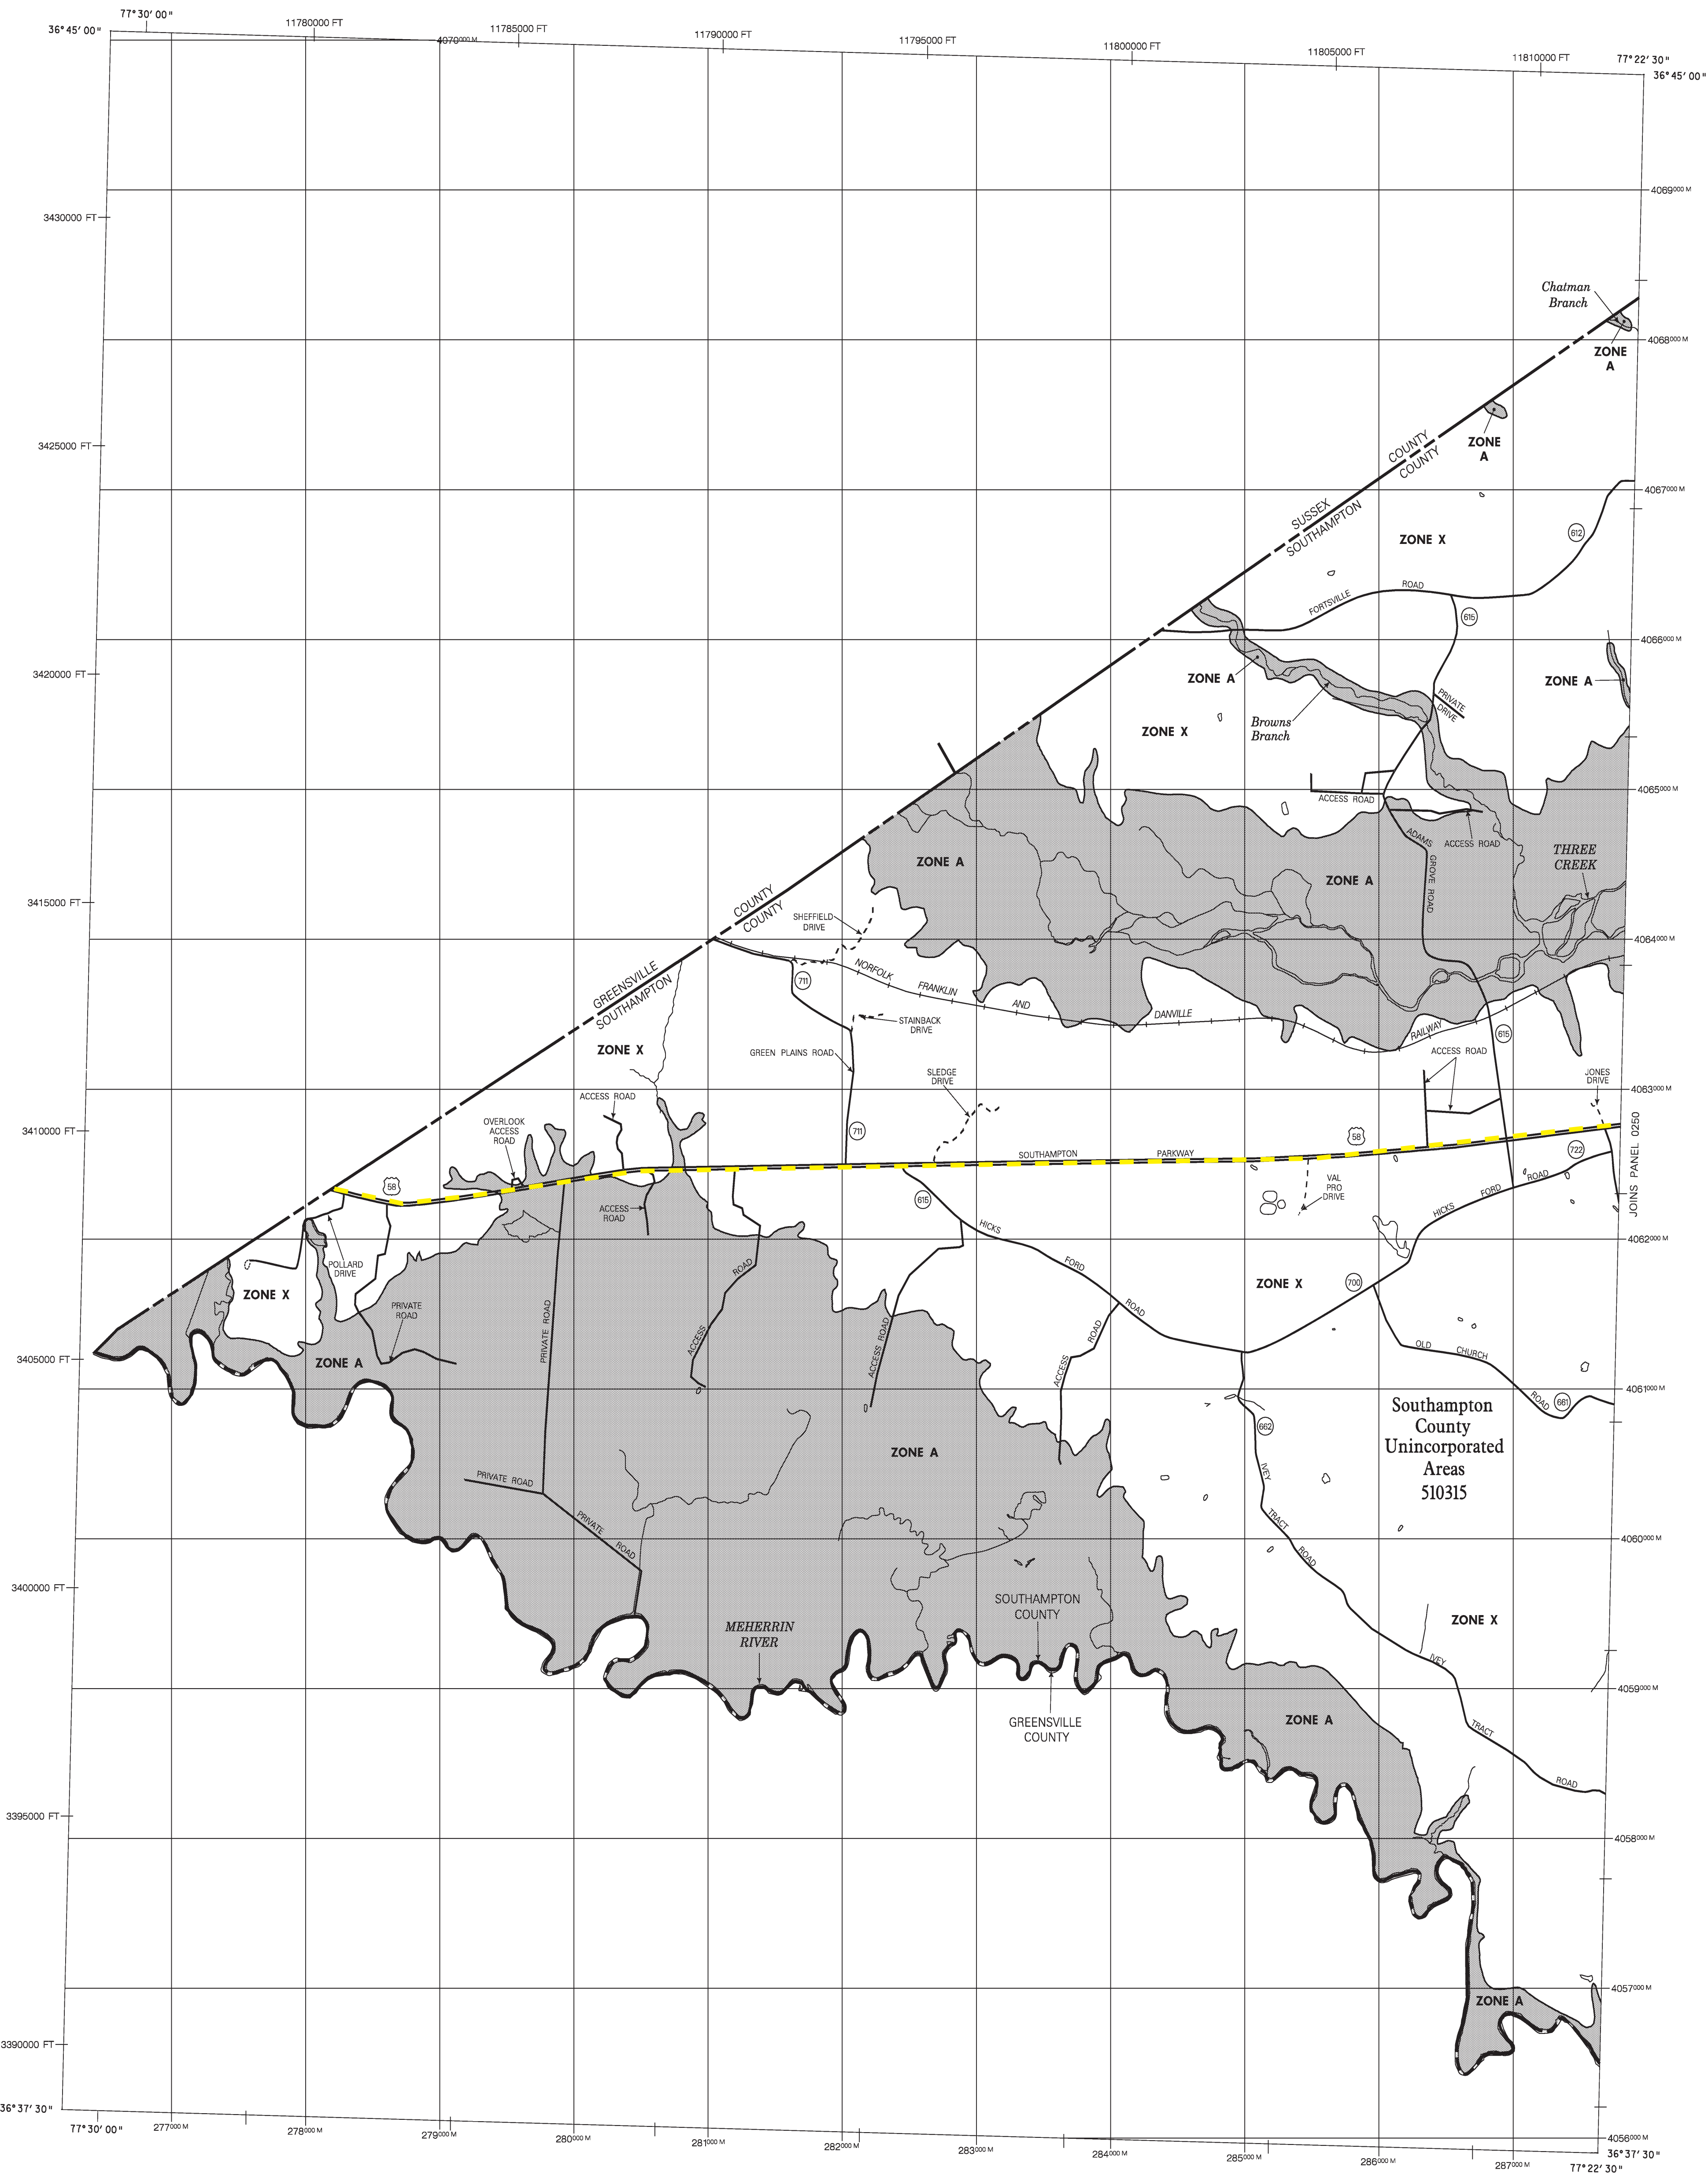 77°30'00"
11780000 FT
11785000 FT
11790000 FT
11795000 FT
11800000 FT
11805000 FT
11810000 FT
77°22'30"
36°45'00"
4070000 M
36°45'00"
4069000 M
3430000 FT
Chatman
Branch
4068000 M
ZONE
A
3425000 FT
COUNTY
COUNTY
ZONE
A
4067000 M
SUSSEX
SOUTHAMPTON
ZONE X
612
FORTSVILLE
ROAD
615
4066000 M
3420000 FT
ZONE A
ZONE A
PRIVATE
DRIVE
ZONE X
Browns
Branch
4065000 M
ACCESS ROAD
ADAMS
GROVE ROAD
ACCESS ROAD
THREE
CREEK
ZONE A
ZONE A
3415000 FT
COUNTY
COUNTY
SHEFFIELD
DRIVE
4064000 M
GREENSVILLE
SOUTHAMPTON
711
NORFOLK
FRANKLIN
AND
DANVILLE
RAILWAY
STAINBACK
DRIVE
615
ZONE X
GREEN PLAINS ROAD
ACCESS ROAD
SLEDGE
DRIVE
JONES
DRIVE
4063000 M
ACCESS ROAD
OVERLOOK
ACCESS
ROAD
3410000 FT
711
58
722
JOINS PANEL 0250
SOUTHAMPTON
PARKWAY
58
VAL
PRO
DRIVE
ACCESS
ROAD
615
HICKS
FORD
ROAD
HICKS
FORD
ROAD
4062000 M
POLLARD
DRIVE
ZONE X
PRIVATE
ROAD
PRIVATE ROAD
ACCESS
ROAD
ACCESS ROAD
ACCESS
ROAD
ZONE X
700
OLD
CHURCH
ROAD
661
3405000 FT
ZONE A
4061000 M
Southampton
County
Unincorporated
Areas
510315
662
ZONE A
PRIVATE ROAD
PRIVATE
ROAD
IVEY
TRACT
ROAD
4060000 M
3400000 FT
SOUTHAMPTON
COUNTY
MEHERRIN
RIVER
ZONE X
IVEY
TRACT
ROAD
4059000 M
GREENSVILLE
COUNTY
ZONE A
3395000 FT
4058000 M
4057000 M
ZONE A
3390000 FT
36°37'30"
77°30'00"
277000 M
278000 M
279000 M
280000 M
281000 M
282000 M
283000 M
284000 M
285000 M
286000 M
287000 M
4056000 M
36°37'30"
77°22'30"